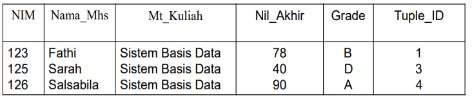 NIM Nama_Mhs Mt_Kuliah Nil_Akhir Grade Tuple_ID
123 Fathi Sistem Basis Data 78 B 1
125 Sarah Sistem Basis Data 40 D 3
126 Salsabila Sistem Basis Data 90 A 4